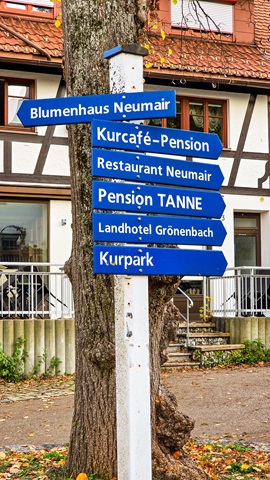 Blumenhaus Neumair
Kurcafé-Pension
Restaurant Neumair
Pension TANNE
Landhotel Grönenbach
Kurpark